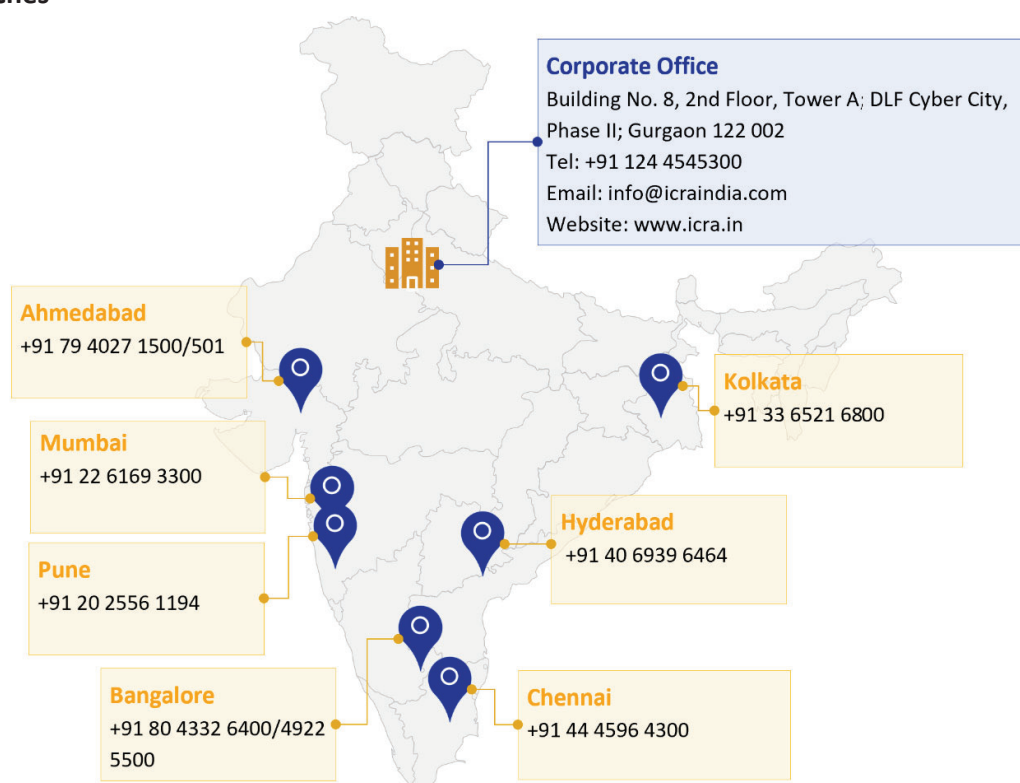 Corporate Office
Building No. 8, 2nd Floor, Tower A; DLF Cyber City,
Phase II; Gurgaon 122 002
Tel: +91 124 4545300
Email: info@icraindia.com
Website: www.icra.in
Ahmedabad
+91 79 4027 1500/501
Kolkata
+91 33 6521 6800
Mumbai
+91 22 6169 3300
Hyderabad
+91 40 6939 6464
Pune
+91 20 2556 1194
Bangalore
+91 80 4332 6400/4922
5500
Chennai
+91 44 4596 4300